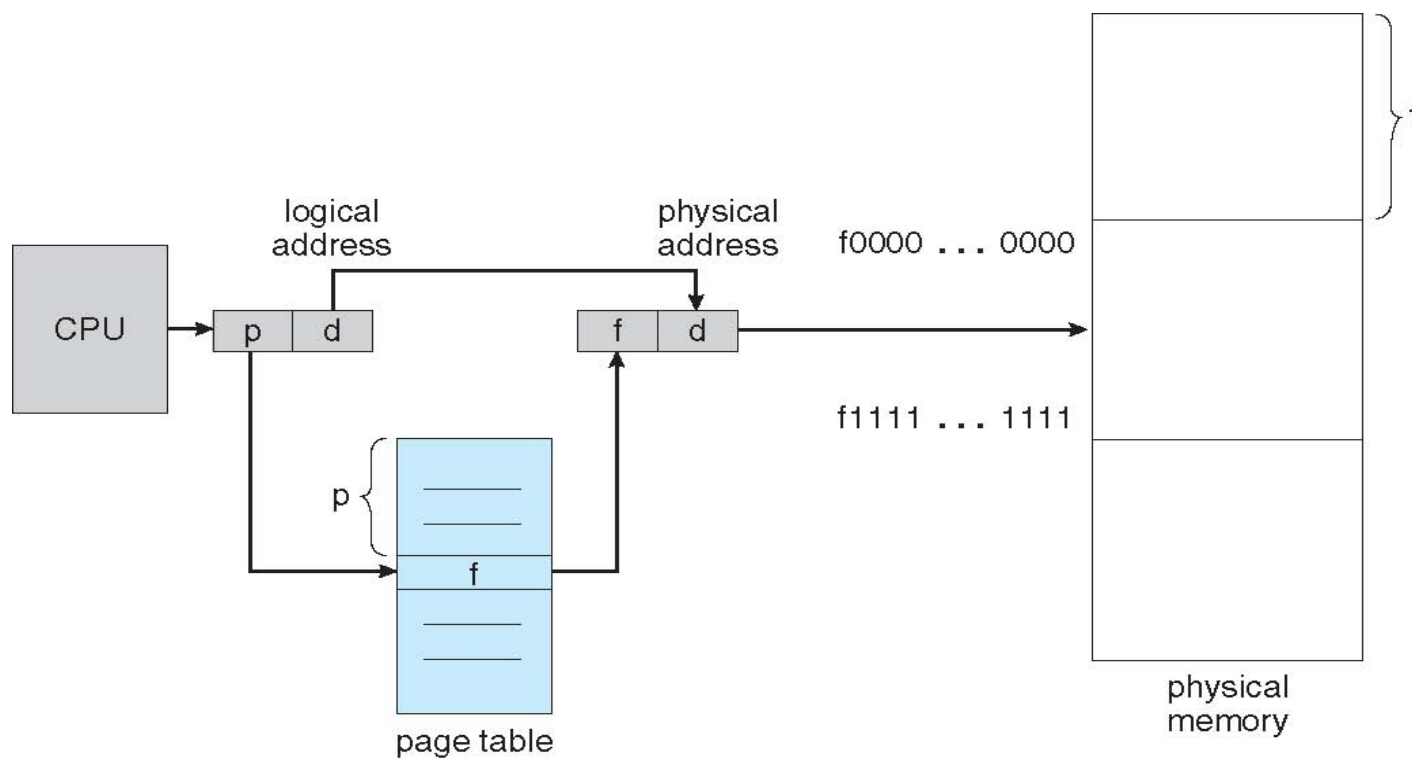 logical
address
physical
address
f0000 ... 0000
CPU
p
d
f
d
f1111 ... 1111
p
f
physical
memory
page table